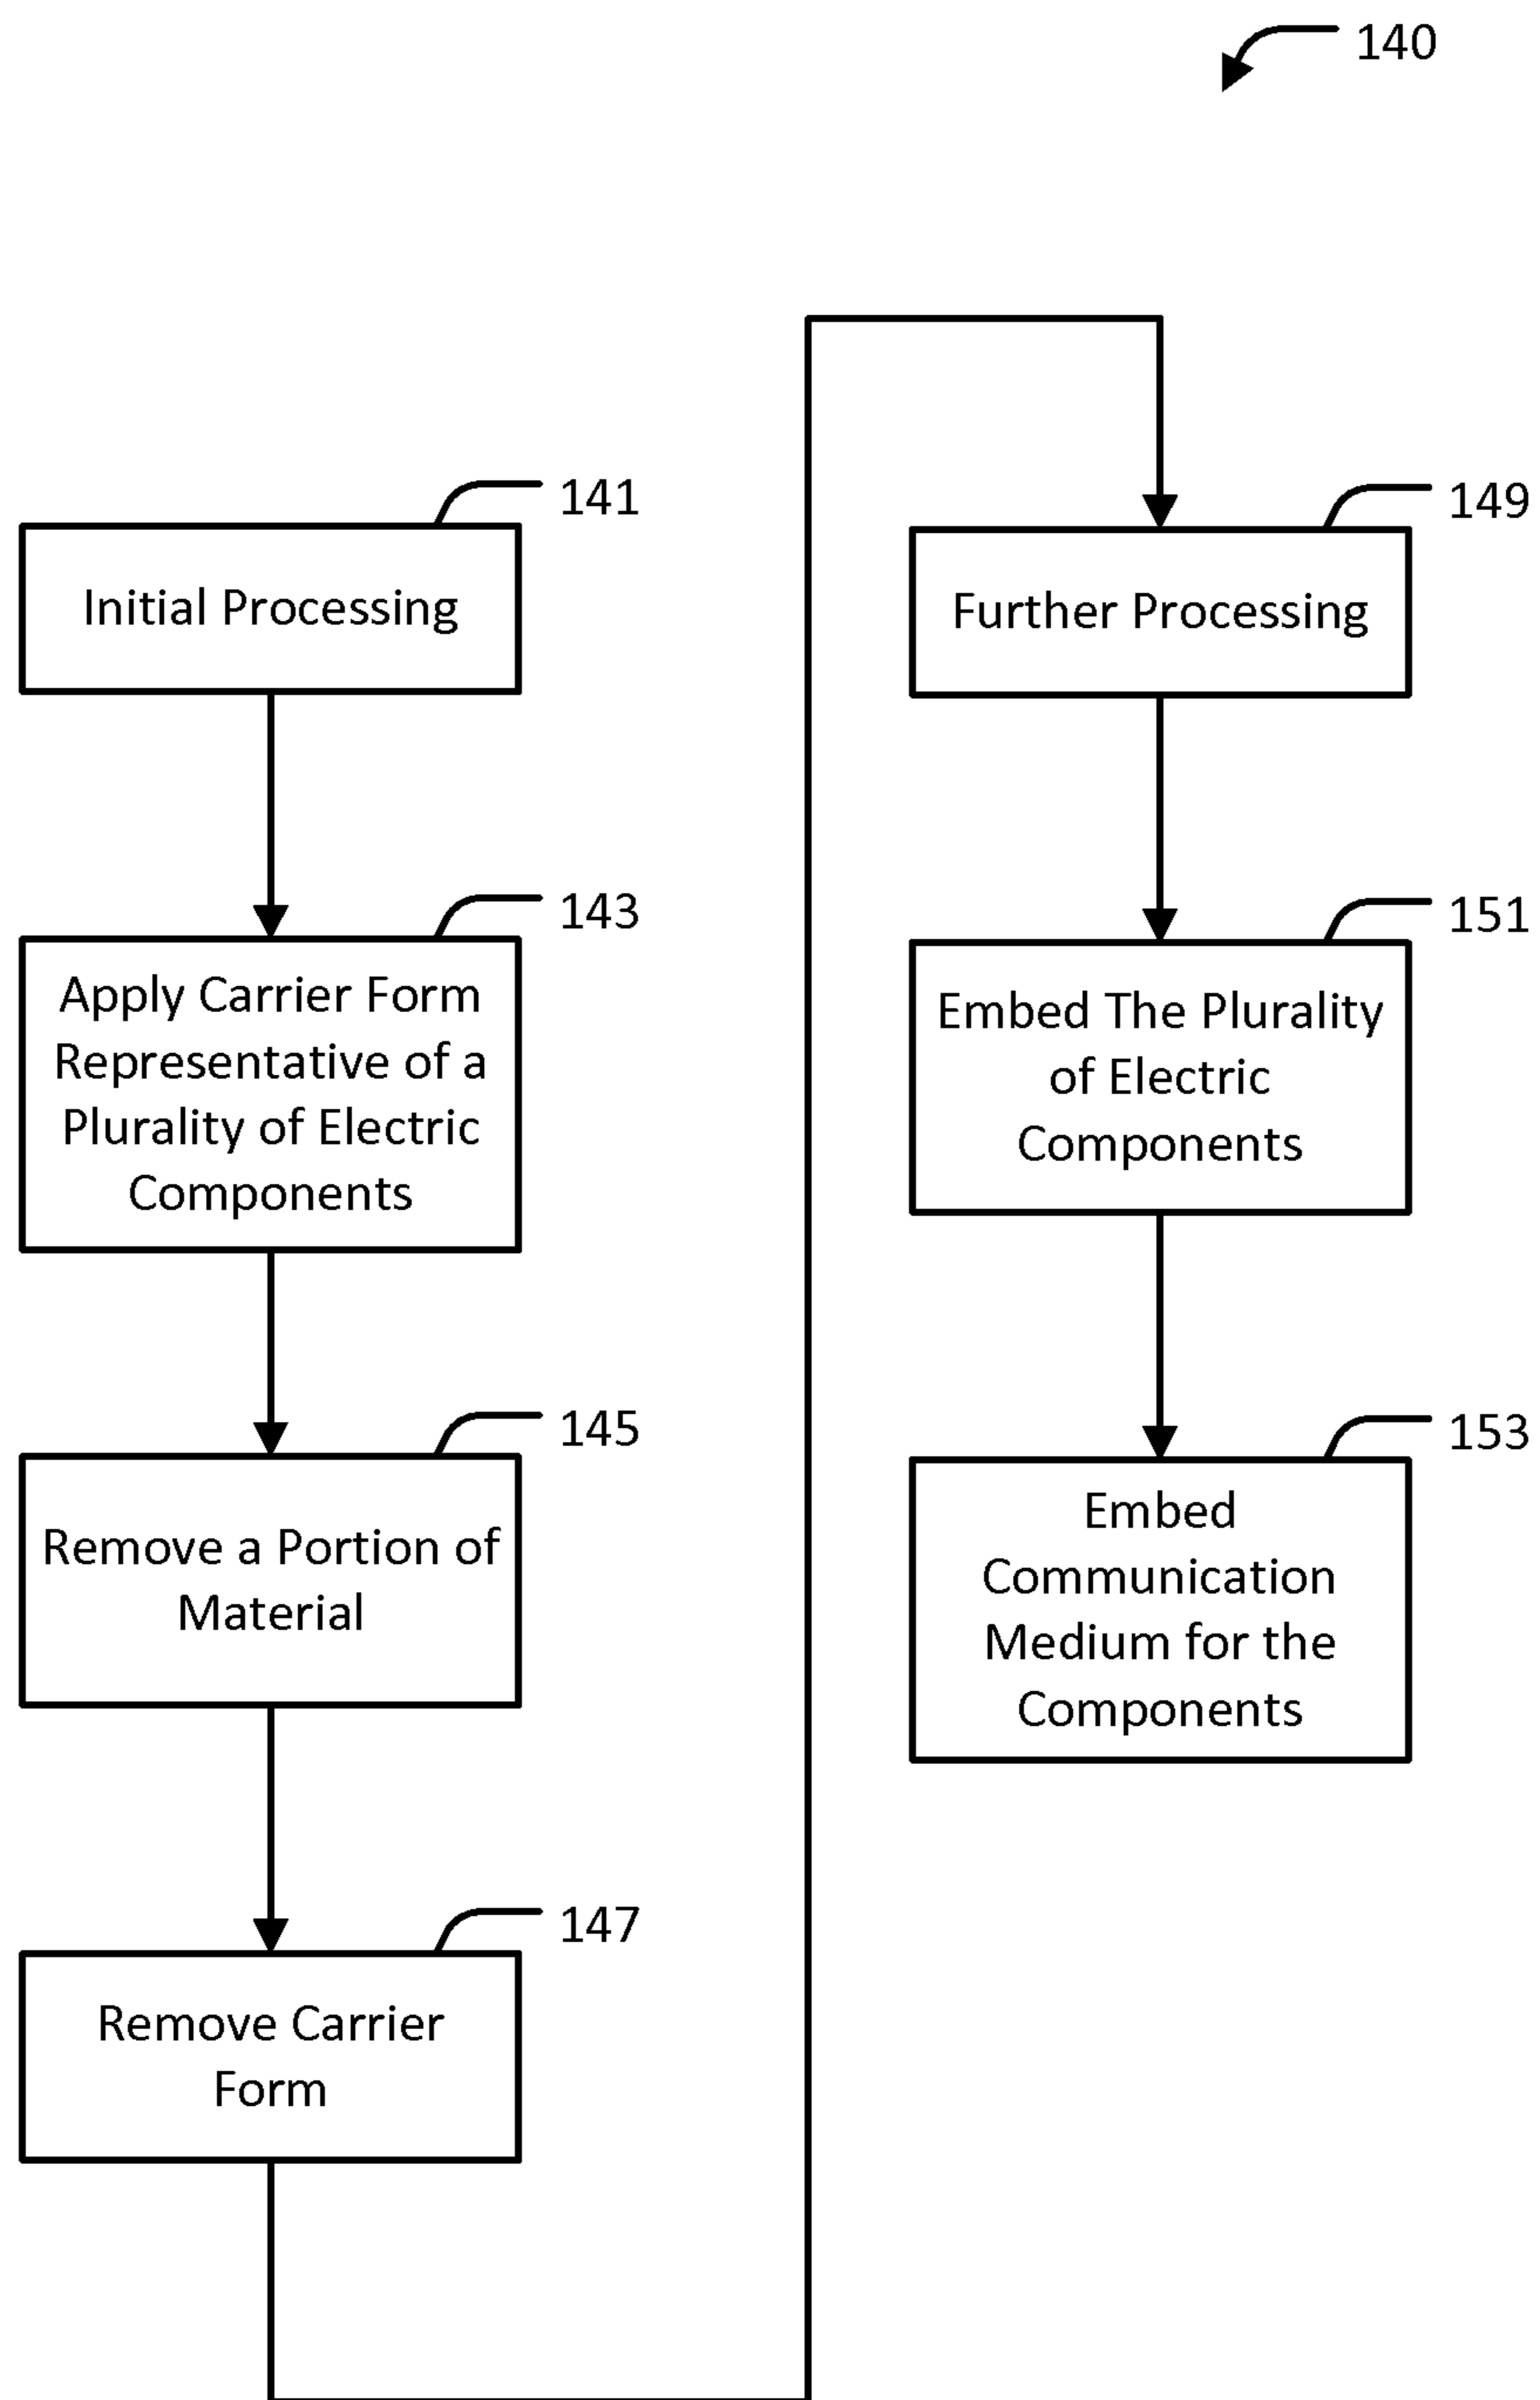 140
141
Initial Processing
143
Apply Carrier Form
Representative of a
Plurality of Electric
Components
145
Remove a Portion of
Material
147
Remove Carrier
Form
149
Further Processing
151
Embed The Plurality
of Electric
Components
153
Embed
Communication
Medium for the
Components